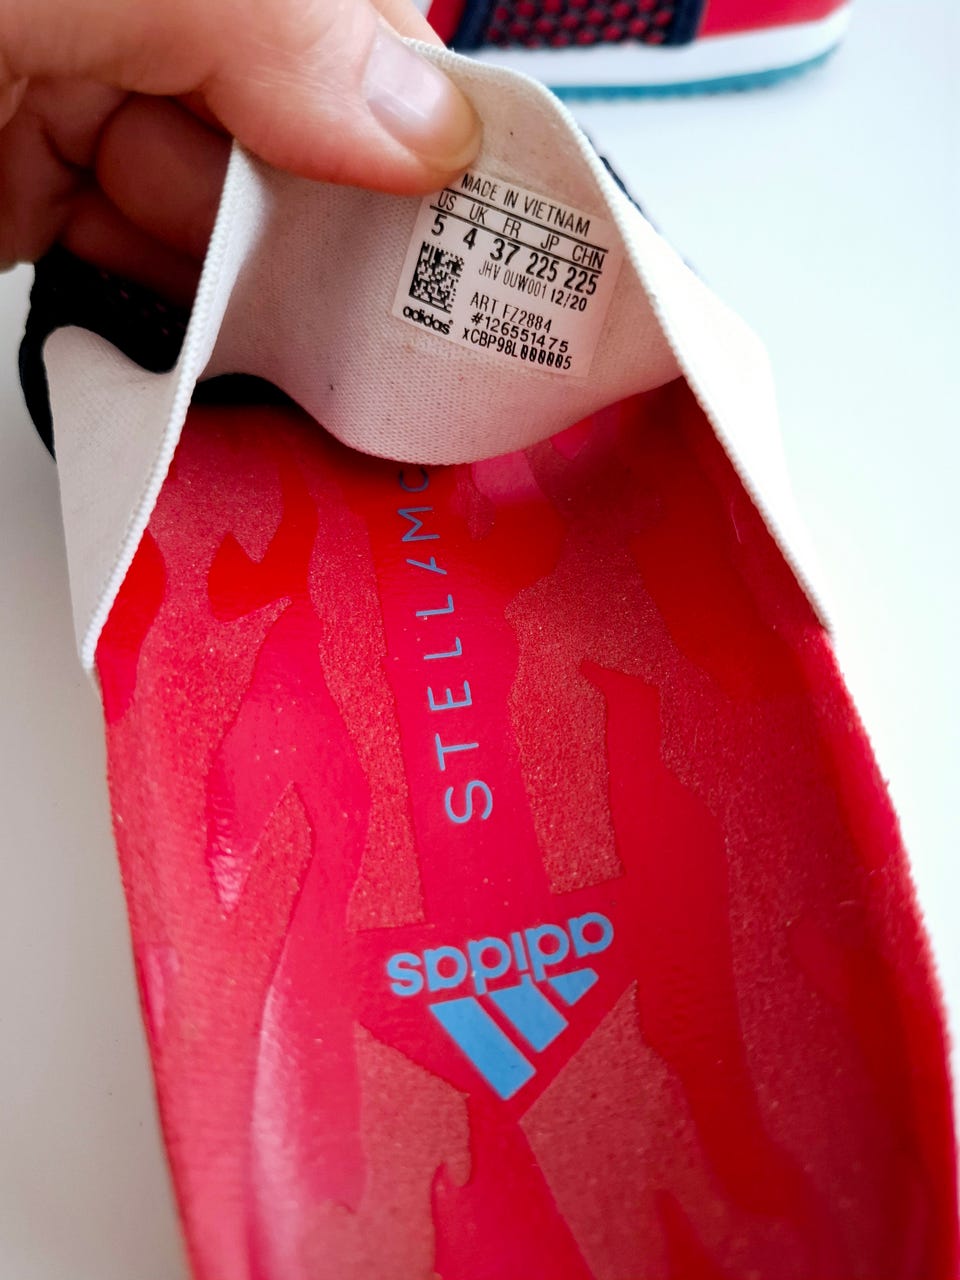 MADE IN VIETNAM
US UK FR JP CHN
5 4 37 225 225
JHV 0UW001 12/20
ART FZ2884
#126551475
xCBP98L000005
adidas
STELLAMC
adidas